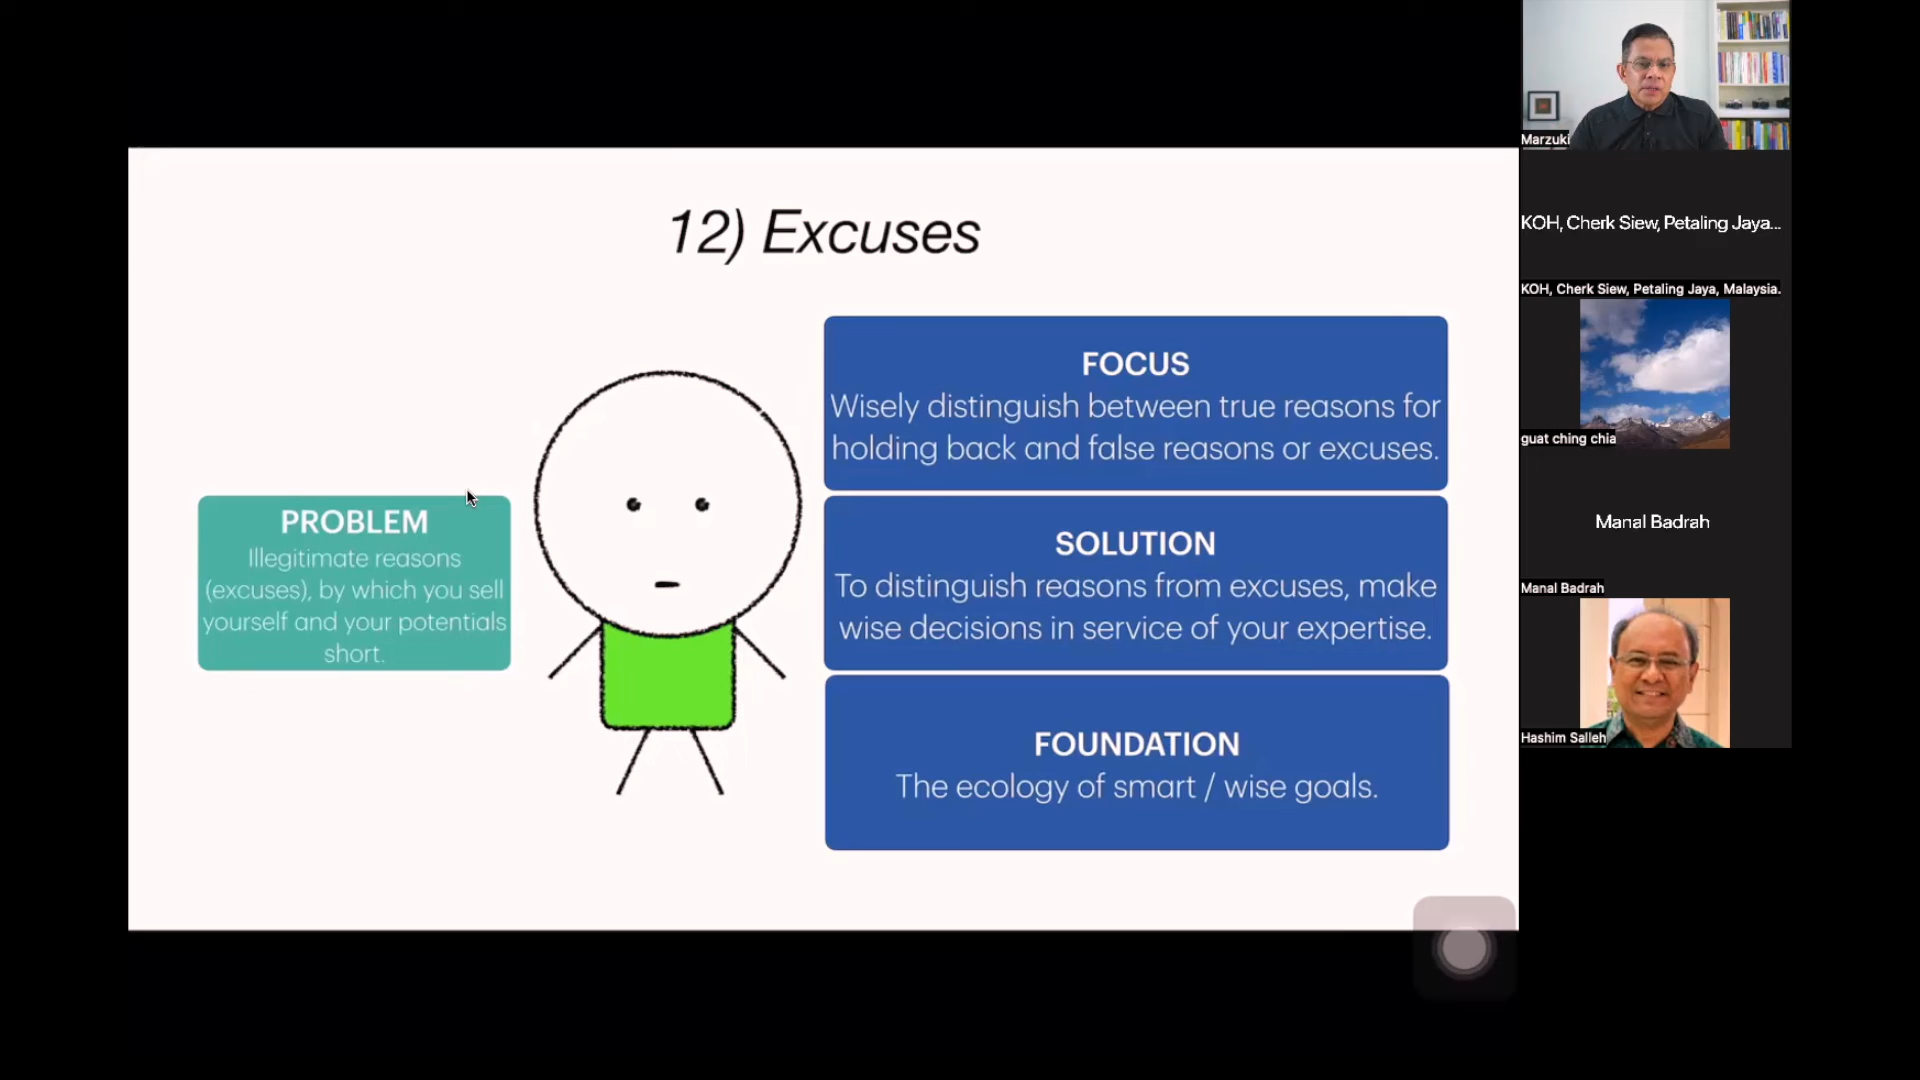 12) Excuses
PROBLEM
Illegitimate reasons
(excuses), by which you sell
yourself and your potentials
short.
FOCUS
Wisely distinguish between true reasons for
holding back and false reasons or excuses.
SOLUTION
To distinguish reasons from excuses, make
wise decisions in service of your expertise.
FOUNDATION
The ecology of smart / wise goals.
Marzuki
KOH, Cherk Siew, Petaling Jaya...
KOH, Cherk Siew, Petaling Jaya, Malaysia.
guat ching chia
Manal Badrah
Manal Badrah
Hashim Salleh